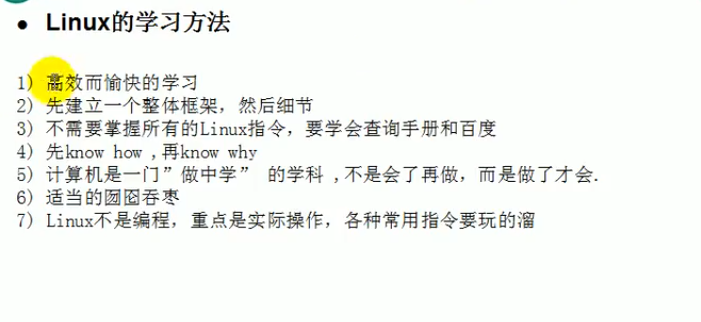 ● Linux的学习方法
1) 高效而愉快的学习
2) 先建立一个整体框架，然后细节
3) 不需要掌握所有的Linux指令，要学会查询手册和百度
4) 先know how ,再know why
5) 计算机是一门”做中学” 的学科 ,不是会了再做，而是做了才会.
6) 适当的囫囵吞枣
7) Linux不是编程，重点是实际操作，各种常用指令要玩的溜